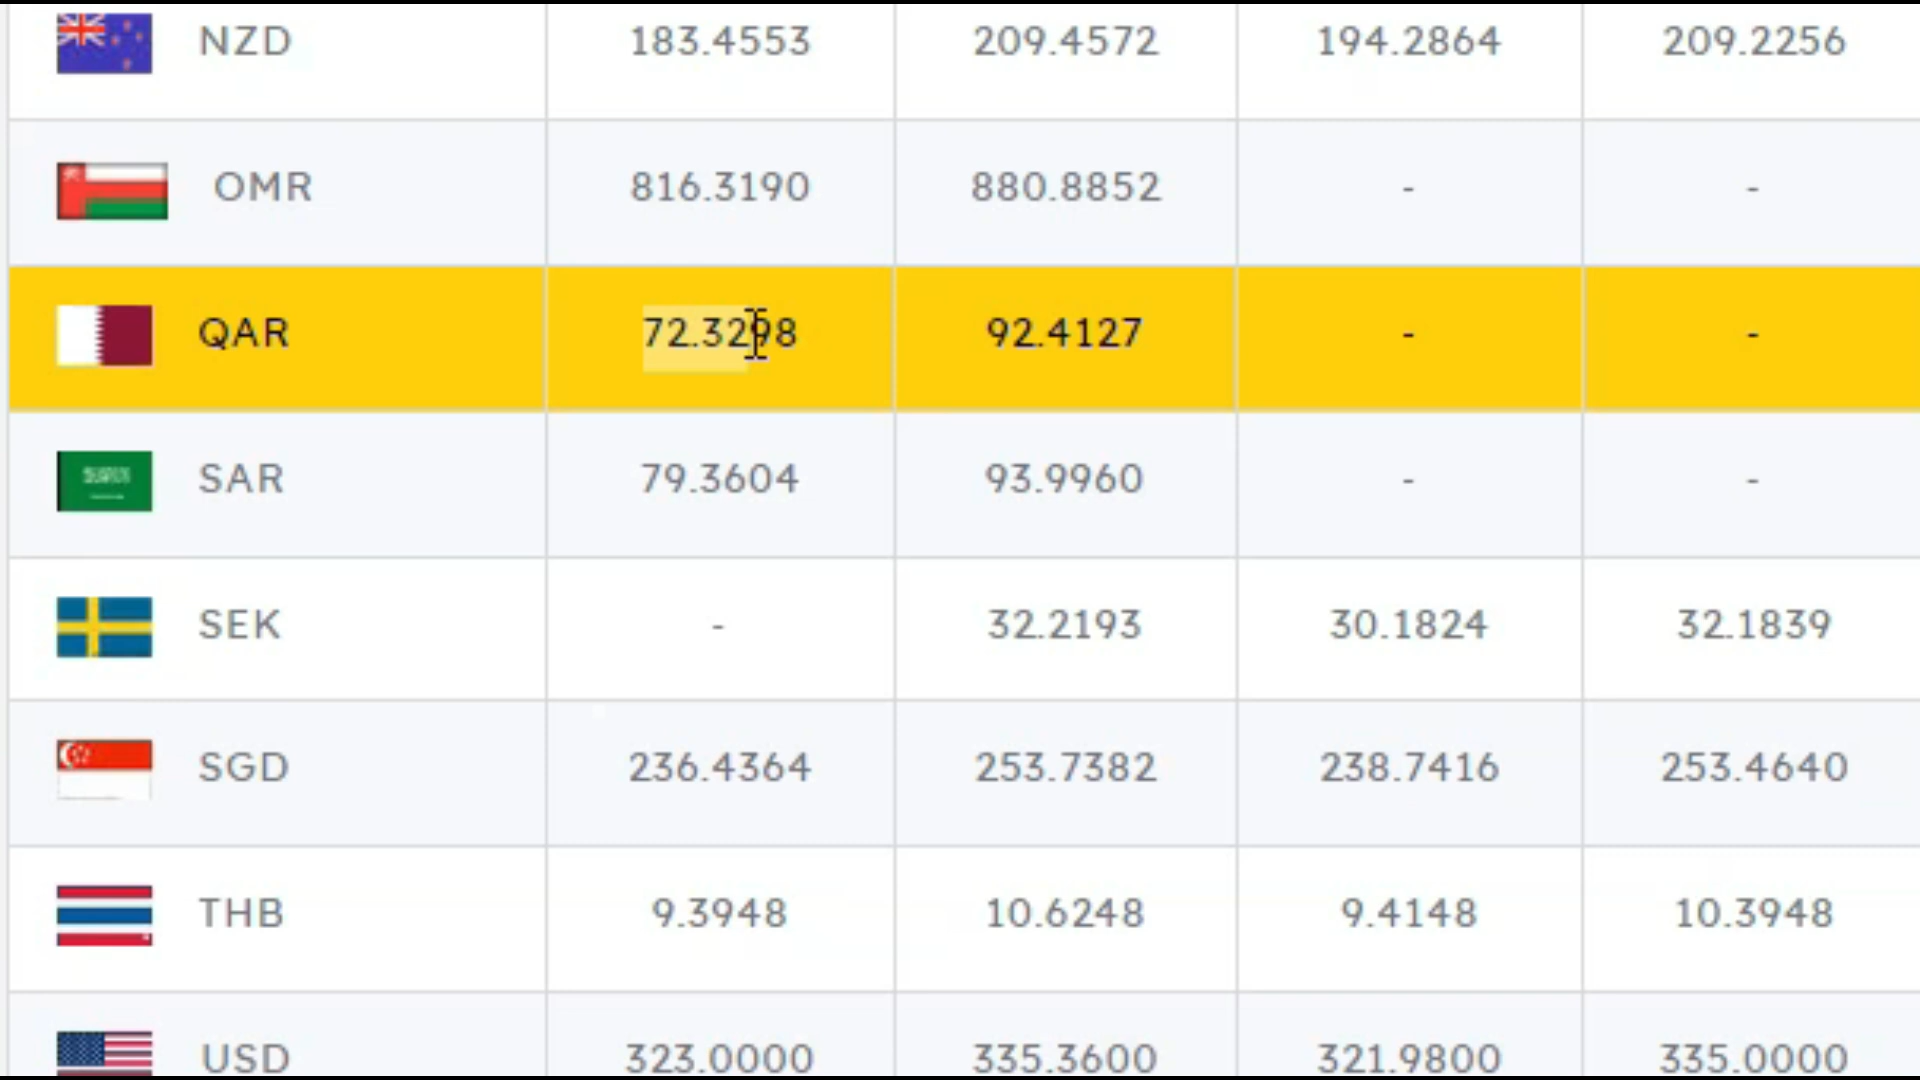 NZD 183.4553 209.4572 194.2864 209.2256
OMR 816.3190 880.8852 - -
QAR 72.3298 92.4127 - -
SAR 79.3604 93.9960 - -
SEK - 32.2193 30.1824 32.1839
SGD 236.4364 253.7382 238.7416 253.4640
THB 9.3948 10.6248 9.4148 10.3948
USD 323.0000 335.3600 321.9800 335.0000